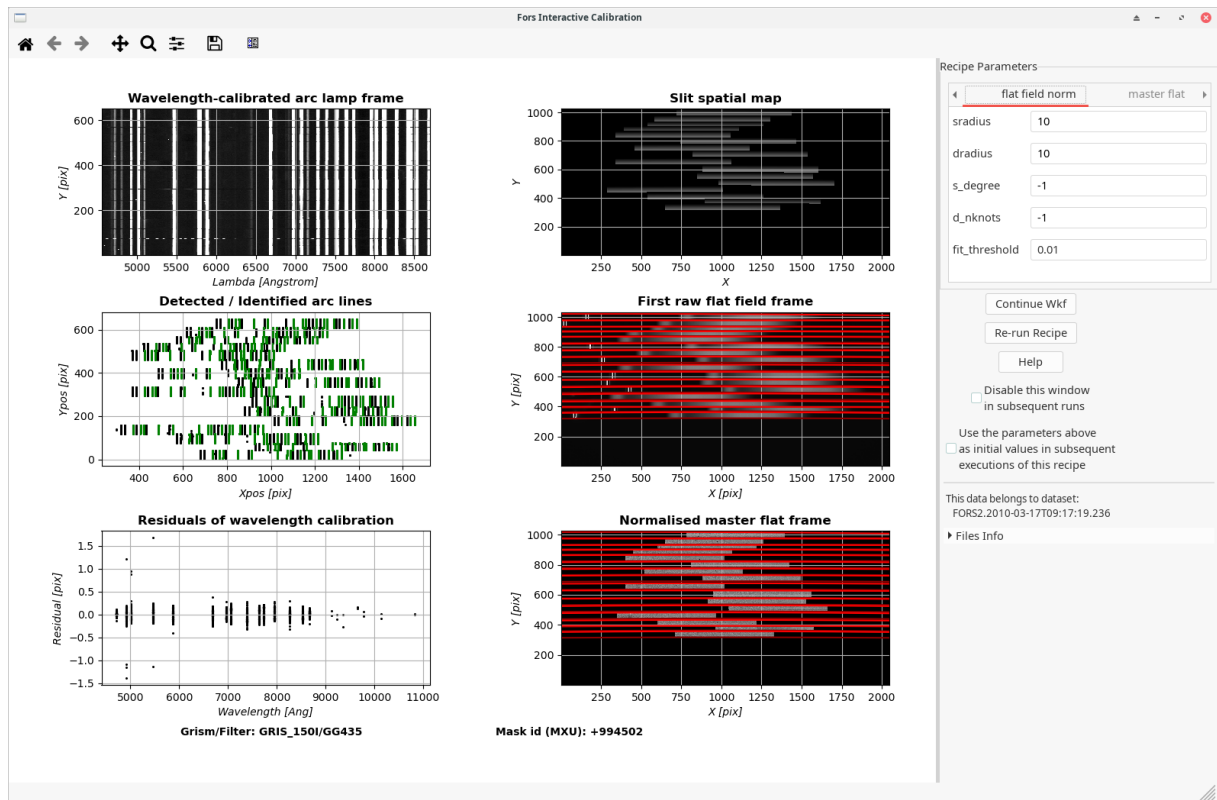 Fors Interactive Calibration
Recipe Parameters
flat field norm master flat
sradius 10
dradius 10
s_degree -1
d_nknots -1
fit_threshold 0.01
Continue Wkf
Re-run Recipe
Help
Disable this window
in subsequent runs
Use the parameters above
as initial values in subsequent
executions of this recipe
This data belongs to dataset:
FORS2.2010-03-17T09:17:19.236
Files Info
Wavelength-calibrated arc lamp frame
Y [pix]
600
400
200
5000 5500 6000 6500 7000 7500 8000 8500
Lambda [Angstrom]
Slit spatial map
Y
1000
800
600
400
200
250 500 750 1000 1250 1500 1750 2000
X
Detected / Identified arc lines
Ypos [pix]
600
400
200
0
400 600 800 1000 1200 1400 1600
Xpos [pix]
First raw flat field frame
Y [pix]
1000
800
600
400
200
250 500 750 1000 1250 1500 1750 2000
X [pix]
Residuals of wavelength calibration
Residual [pix]
1.5
1.0
0.5
0.0
−0.5
−1.0
−1.5
5000 6000 7000 8000 9000 10000 11000
Wavelength [Ang]
Normalised master flat frame
Y [pix]
1000
800
600
400
200
250 500 750 1000 1250 1500 1750 2000
X [pix]
Grism/Filter: GRIS_150I/GG435
Mask id (MXU): +994502